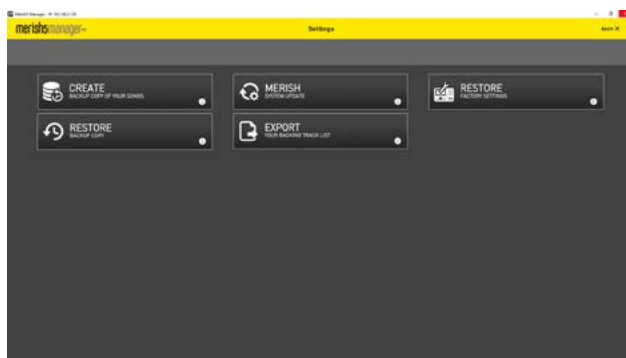 merishsmanager
Settings
BACK
CREATE
BACKUP COPY OF YOUR SONGS
MERISH
SYSTEM UPDATE
RESTORE
FACTORY SETTINGS
RESTORE
BACKUP COPY
EXPORT
YOUR BACKING TRACK LIST